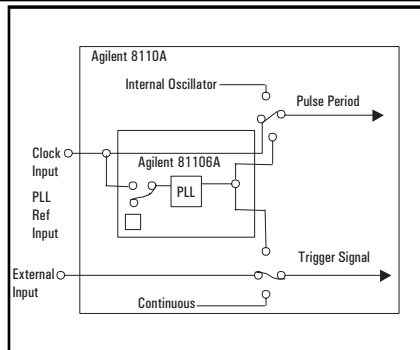 Agilent 8110A
Internal Oscillator
Pulse Period
Clock
Input
Agilent 81106A
PLL
PLL
Ref
Input
Trigger Signal
External
Input
Continuous